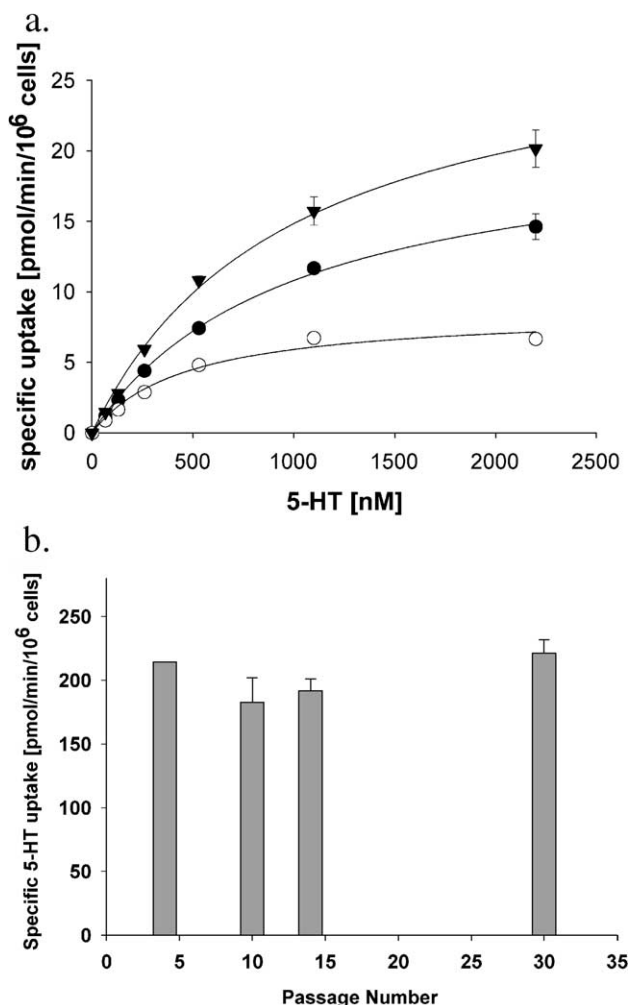 a.
specific uptake [pmol/min/10⁶ cells]
25
20
15
10
5
0
0 500 1000 1500 2000 2500
5-HT [nM]
b.
Specific 5-HT uptake [pmol/min/10⁶ cells]
250
200
150
100
50
0
0 5 10 15 20 25 30 35
Passage Number